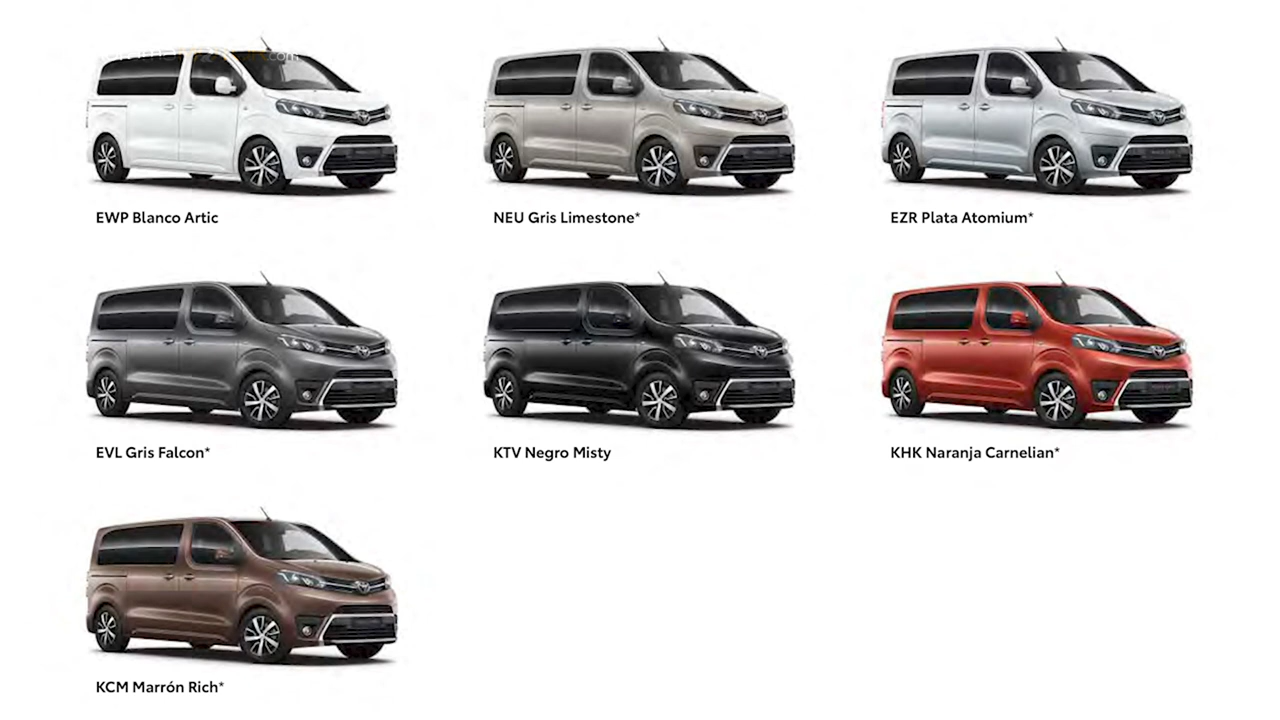 EWP Blanco Artic
NEU Gris Limestone*
EZR Plata Atomium*
EVL Gris Falcon*
KTV Negro Misty
KHK Naranja Carnelian*
KCM Marrón Rich*